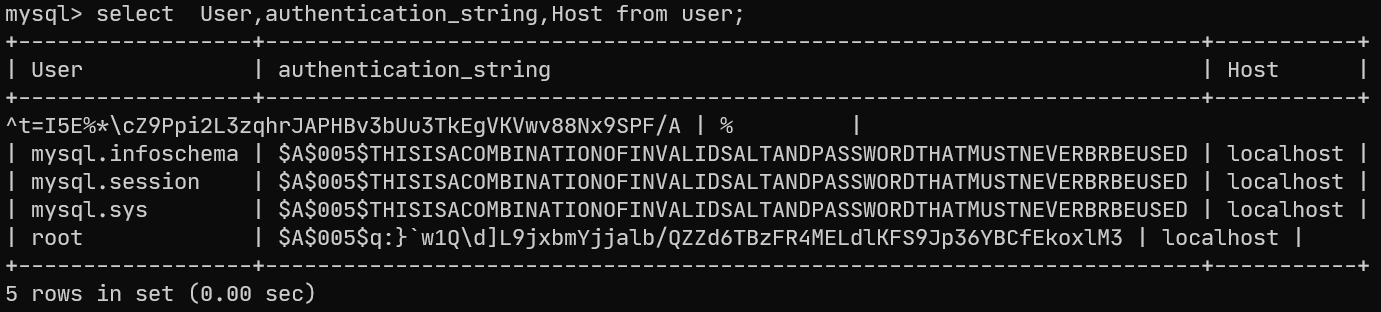 mysql> select  User,authentication_string,Host from user;
+------------------+------------------------------------------------------------------------+-----------+
| User             | authentication_string                                                  | Host      |
+------------------+------------------------------------------------------------------------+-----------+
^t=I5E%*\cZ9Ppi2L3zqhrJAPHBv3bUu3TkEgVKVwv88Nx9SPF/A | %         |
| mysql.infoschema | $A$005$THISISACOMBINATIONOFINVALIDSALTANDPASSWORDTHATMUSTNEVERBRBEUSED | localhost |
| mysql.session    | $A$005$THISISACOMBINATIONOFINVALIDSALTANDPASSWORDTHATMUSTNEVERBRBEUSED | localhost |
| mysql.sys        | $A$005$THISISACOMBINATIONOFINVALIDSALTANDPASSWORDTHATMUSTNEVERBRBEUSED | localhost |
| root             | $A$005$q:}`w1Q\d]L9jxbmYjjalb/QZZd6TBzFR4MELdlKFS9Jp36YBCfEkoxlM3 | localhost |
+------------------+------------------------------------------------------------------------+-----------+
5 rows in set (0.00 sec)